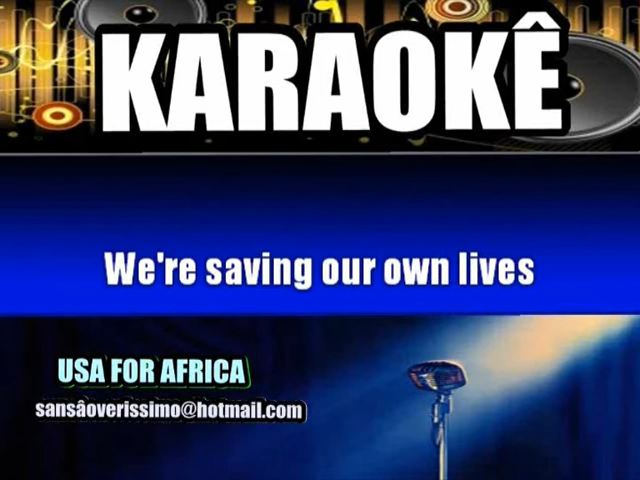 KARAOKÊ
We're saving our own lives
USA FOR AFRICA
sansâoverissimo@hotmail.com